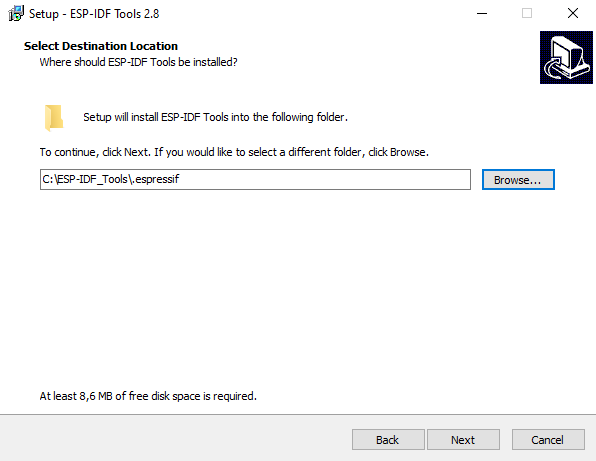 Setup - ESP-IDF Tools 2.8
Select Destination Location
Where should ESP-IDF Tools be installed?
Setup will install ESP-IDF Tools into the following folder.
To continue, click Next. If you would like to select a different folder, click Browse.
C:\ESP-IDF_Tools\.espressif
Browse...
At least 8,6 MB of free disk space is required.
Back
Next
Cancel